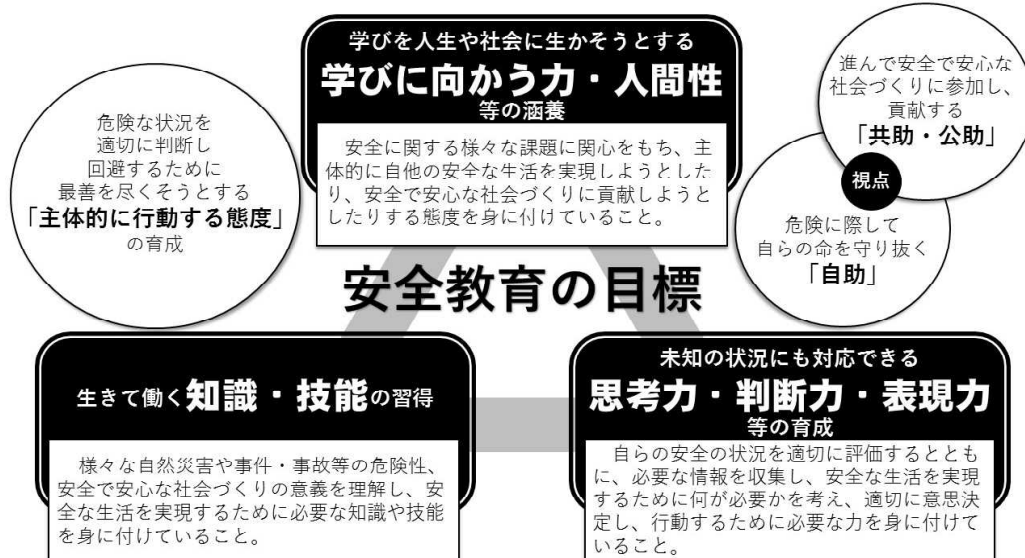 学びを人生や社会に生かそうとする
学びに向かう力・人間性
等の涵養
安全に関する様々な課題に関心をもち、主
体的に自他の安全な生活を実現しようとした
り、安全で安心な社会づくりに貢献しようと
したりする態度を身に付けていること。
危険な状況を
適切に判断し
回避するために
最善を尽くそうとする
「主体的に行動する態度」
の育成
進んで安全で安心な
社会づくりに参加し、
貢献する
「共助・公助」
視点
危険に際して
自らの命を守り抜く
「自助」
安全教育の目標
生きて働く知識・技能の習得
様々な自然災害や事件・事故等の危険性、
安全で安心な社会づくりの意義を理解し、安
全な生活を実現するために必要な知識や技能
を身に付けていること。
未知の状況にも対応できる
思考力・判断力・表現力
等の育成
自らの安全の状況を適切に評価するととも
に、必要な情報を収集し、安全な生活を実現
するために何が必要かを考え、適切に意思決
定し、行動するために必要な力を身に付けて
いること。